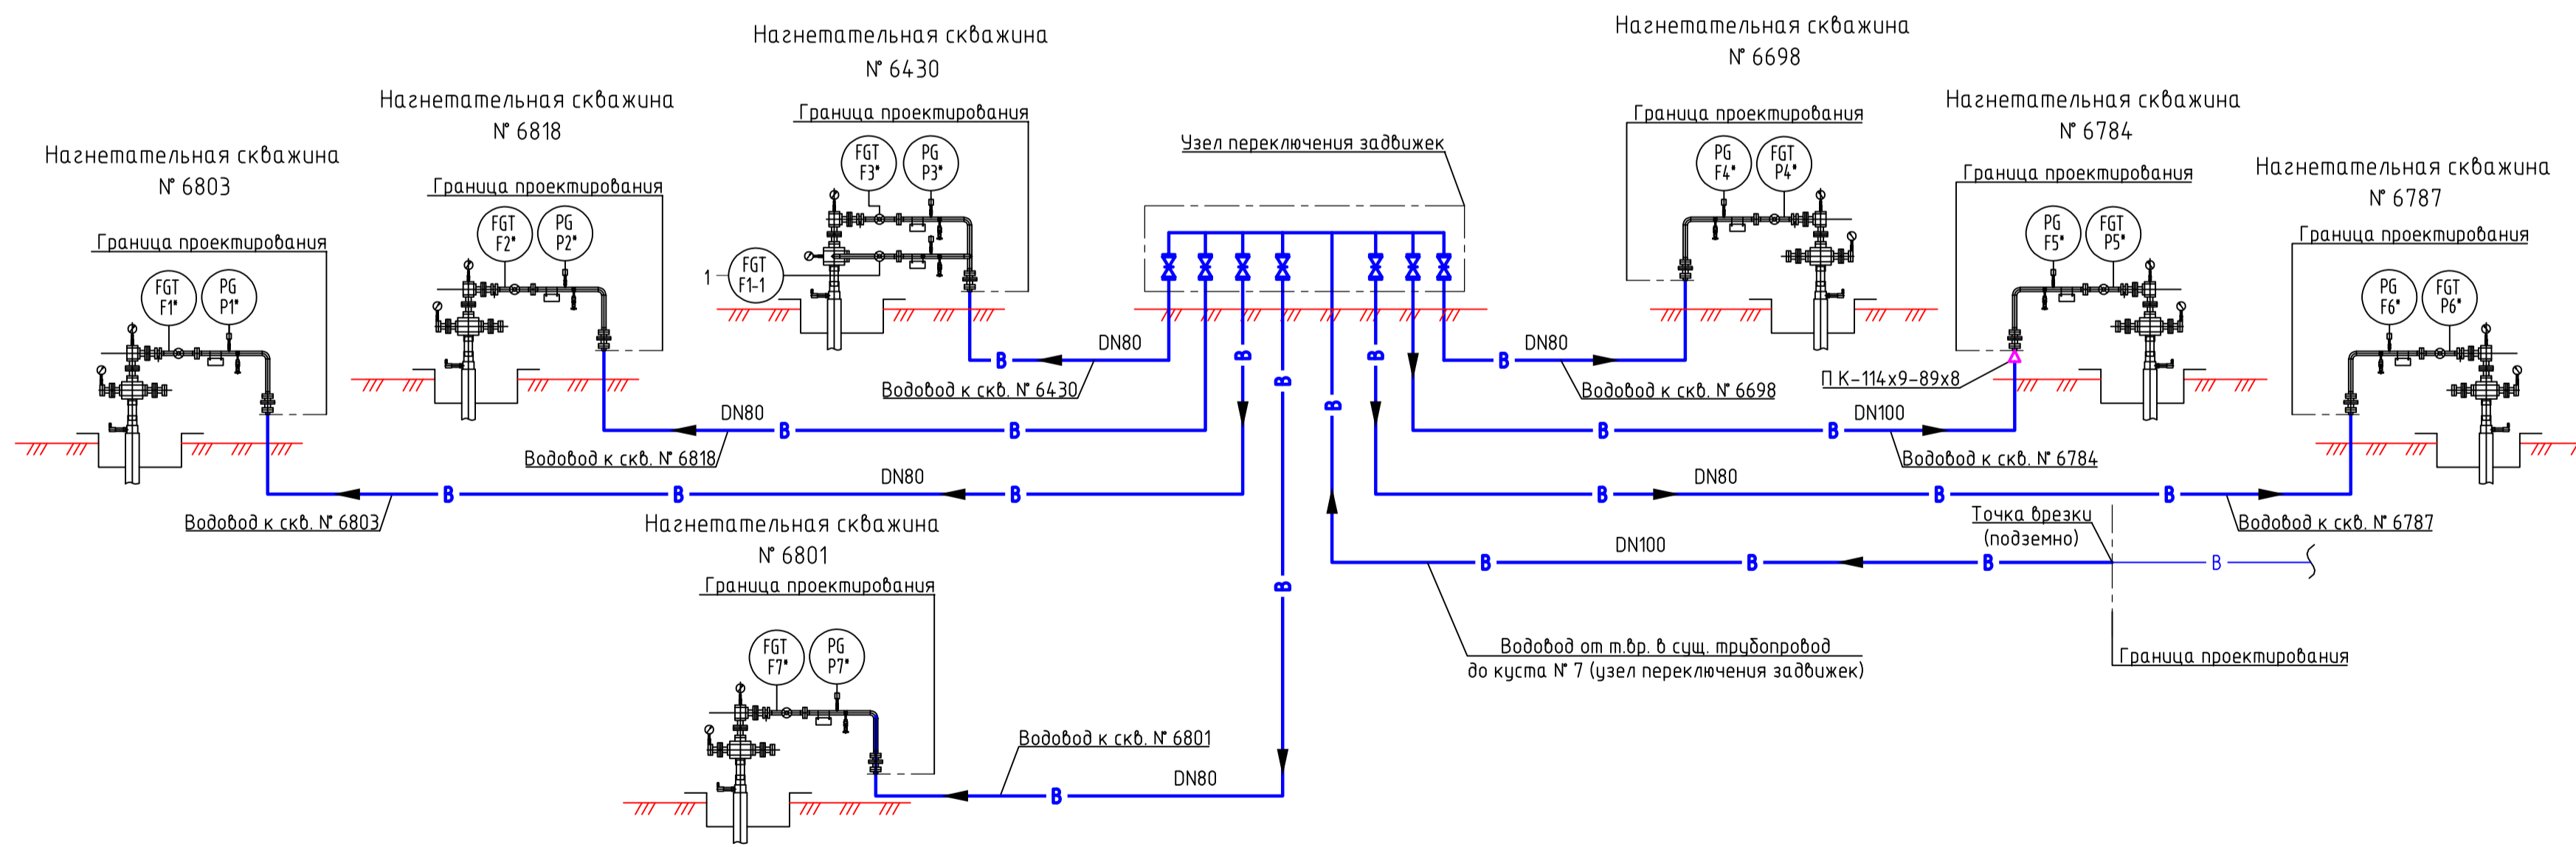 Нагнетательная скважина
№ 6803
Граница проектирования
FGT
F1*
PG
P1*
Водовод к скв. № 6803
Нагнетательная скважина
№ 6818
Граница проектирования
FGT
F2*
PG
P2*
DN80
В
В
Водовод к скв. № 6818
DN80
В
В
В
Нагнетательная скважина
№ 6430
Граница проектирования
FGT
F3*
PG
P3*
1
FGT
F1-1
DN80
В
Водовод к скв. № 6430
Узел переключения задвижек
В
В
В
В
В
Нагнетательная скважина
№ 6698
Граница проектирования
PG
F4*
FGT
P4*
DN80
В
Водовод к скв. № 6698
Нагнетательная скважина
№ 6784
Граница проектирования
PG
F5*
FGT
P5*
П К-114х9-89х8
DN100
В
В
Водовод к скв. № 6784
Нагнетательная скважина
№ 6787
Граница проектирования
PG
F6*
FGT
P6*
DN80
В
В
В
Водовод к скв. № 6787
Точка врезки
(подземно)
DN100
В
В
В
В
Водовод от т.вр. в сущ. трубопровод
до куста № 7 (узел переключения задвижек)
Граница проектирования
Нагнетательная скважина
№ 6801
Граница проектирования
FGT
F7*
PG
P7*
Водовод к скв. № 6801
DN80
В